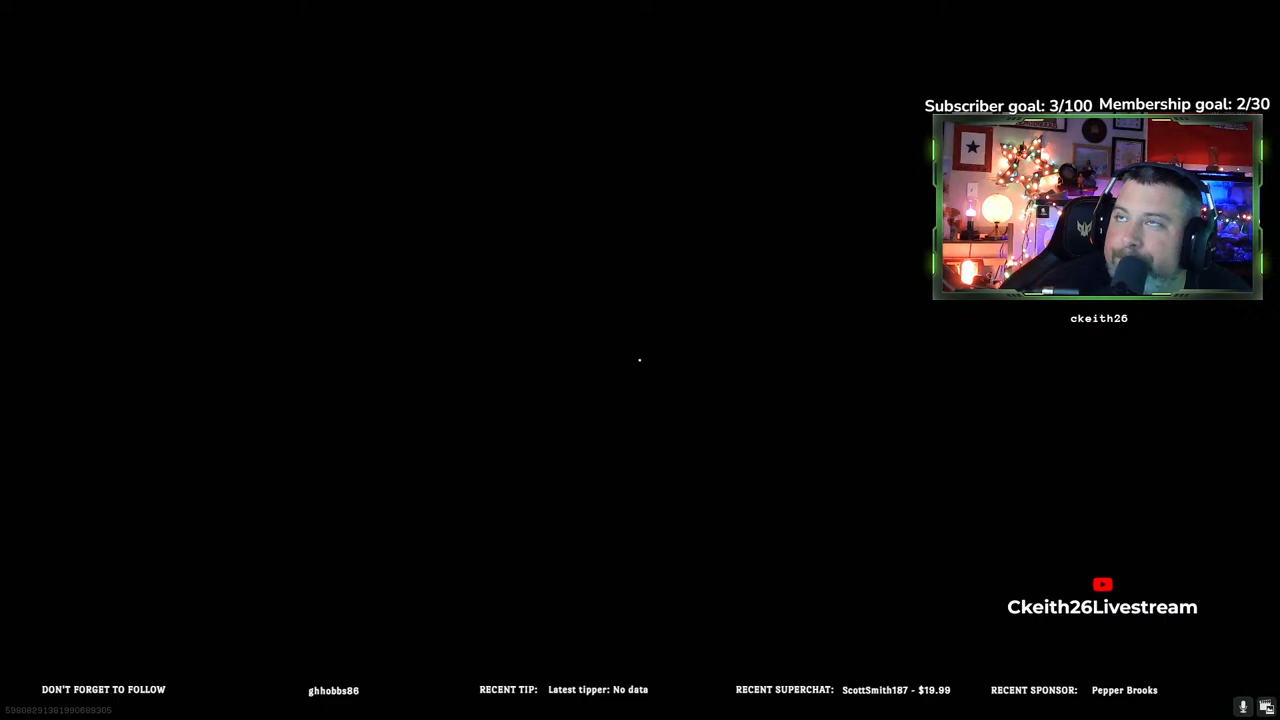 Subscriber goal: 3/100 Membership goal: 2/30
ckeith26
Ckeith26Livestream
DON'T FORGET TO FOLLOW ghhobbs86 RECENT TIP: Latest tipper: No data RECENT SUPERCHAT: ScottSmith187 - $19.99 RECENT SPONSOR: Pepper Brooks